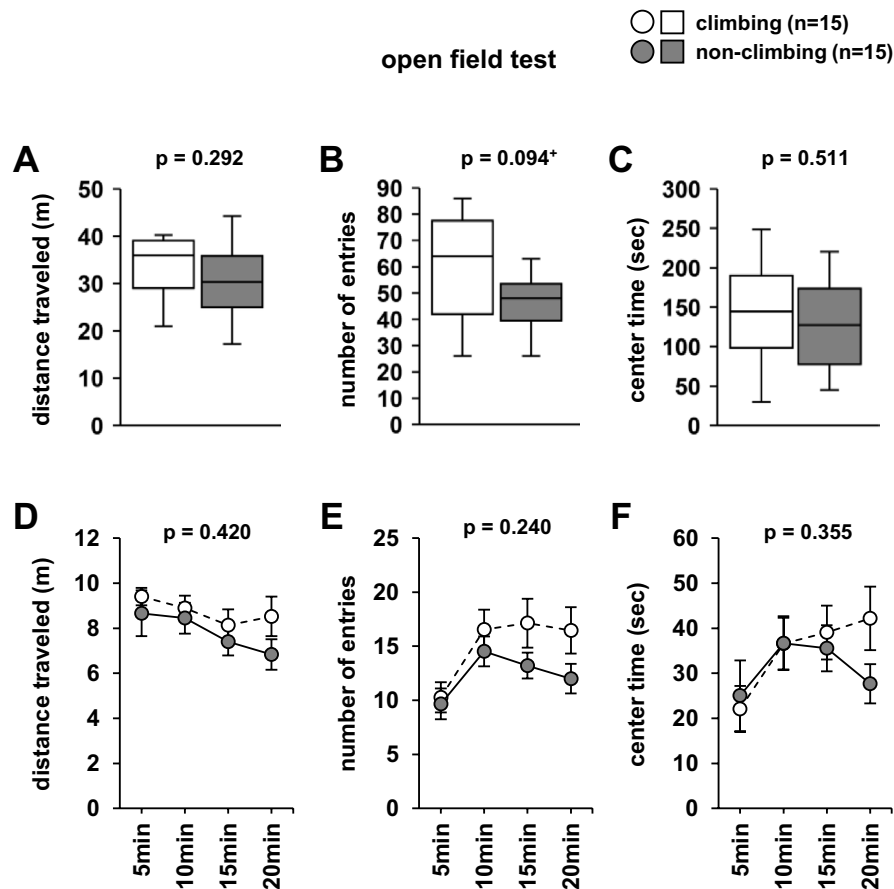 climbing (n=15)
non-climbing (n=15)
open field test
A
p = 0.292
distance traveled (m)
50
40
30
20
10
0
B
p = 0.094+
number of entries
90
80
70
60
50
40
30
20
10
0
C
p = 0.511
center time (sec)
300
250
200
150
100
50
0
D
p = 0.420
distance traveled (m)
12
10
8
6
4
2
0
5min
10min
15min
20min
E
p = 0.240
number of entries
25
20
15
10
5
0
5min
10min
15min
20min
F
p = 0.355
center time (sec)
60
50
40
30
20
10
0
5min
10min
15min
20min